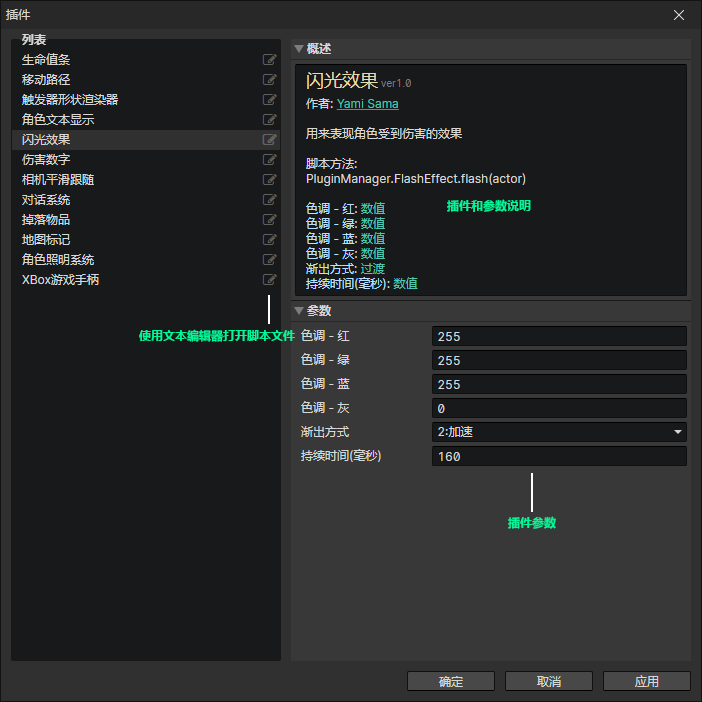 插件
列表
生命值条
移动路径
触发器形状渲染器
角色文本显示
闪光效果
伤害数字
相机平滑跟随
对话系统
掉落物品
地图标记
角色照明系统
XBox游戏手柄
使用文本编辑器打开脚本文件
概述
闪光效果 ver1.0
作者: Yami Sama
用来表现角色受到伤害的效果
脚本方法:
PluginManager.FlashEffect.flash(actor)
色调 - 红: 数值
色调 - 绿: 数值
色调 - 蓝: 数值
色调 - 灰: 数值
渐出方式: 过渡
持续时间(毫秒): 数值
插件和参数说明
参数
色调 - 红 255
色调 - 绿 255
色调 - 蓝 255
色调 - 灰 0
渐出方式 2:加速
持续时间(毫秒) 160
插件参数
确定 取消 应用